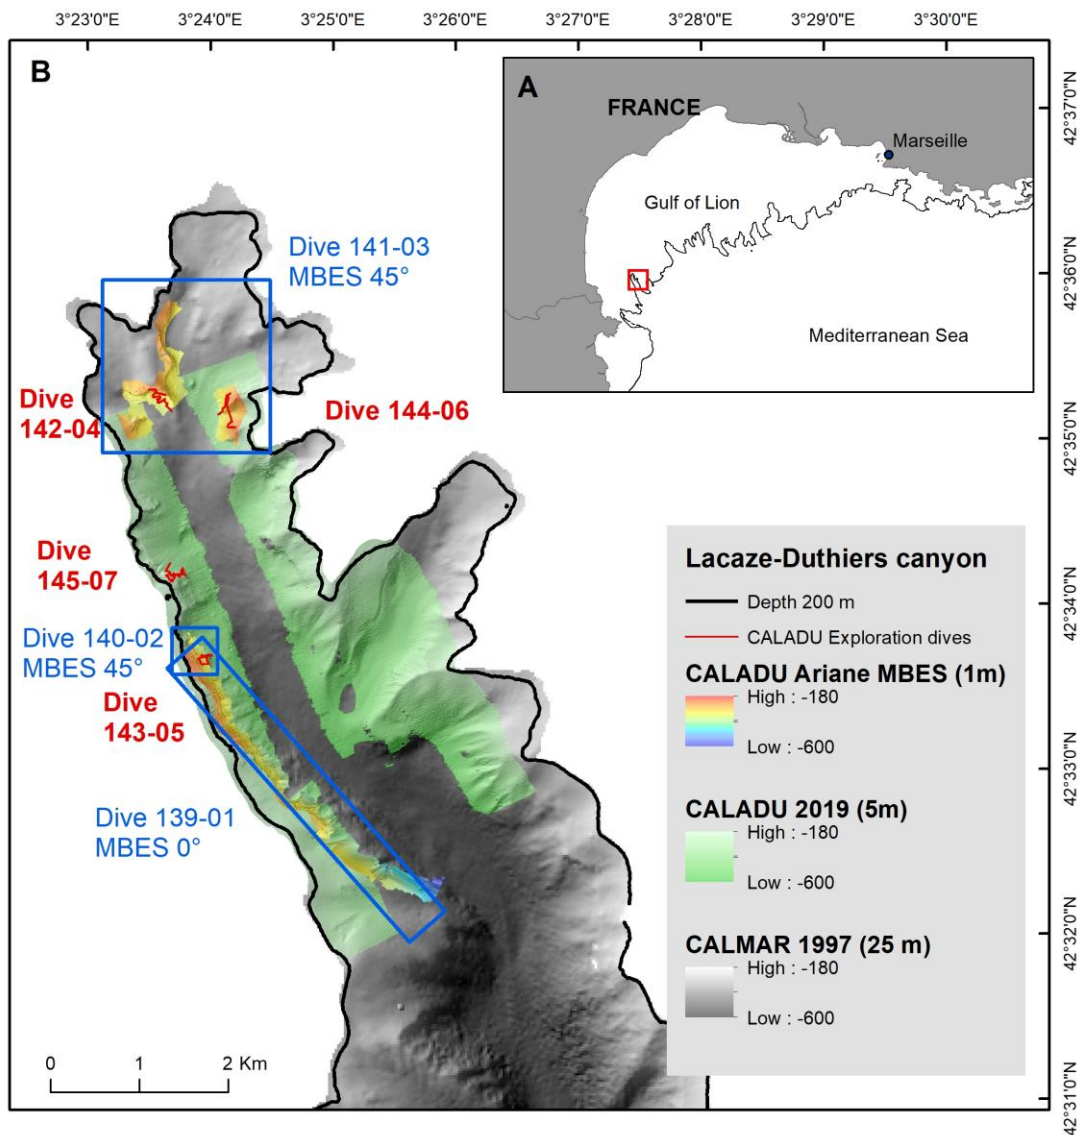 3°23'0"E
3°24'0"E
3°25'0"E
3°26'0"E
3°27'0"E
3°28'0"E
3°29'0"E
3°30'0"E
B
A
FRANCE
Marseille
Gulf of Lion
Mediterranean Sea
42°37'0"N
42°36'0"N
42°35'0"N
42°34'0"N
42°33'0"N
42°32'0"N
42°31'0"N
Dive 141-03
MBES 45°
Dive
142-04
Dive 144-06
Dive
145-07
Dive 140-02
MBES 45°
Dive
143-05
Dive 139-01
MBES 0°
0 1 2 Km
Lacaze-Duthiers canyon
Depth 200 m
CALADU Exploration dives
CALADU Ariane MBES (1m)
High : -180
Low : -600
CALADU 2019 (5m)
High : -180
Low : -600
CALMAR 1997 (25 m)
High : -180
Low : -600